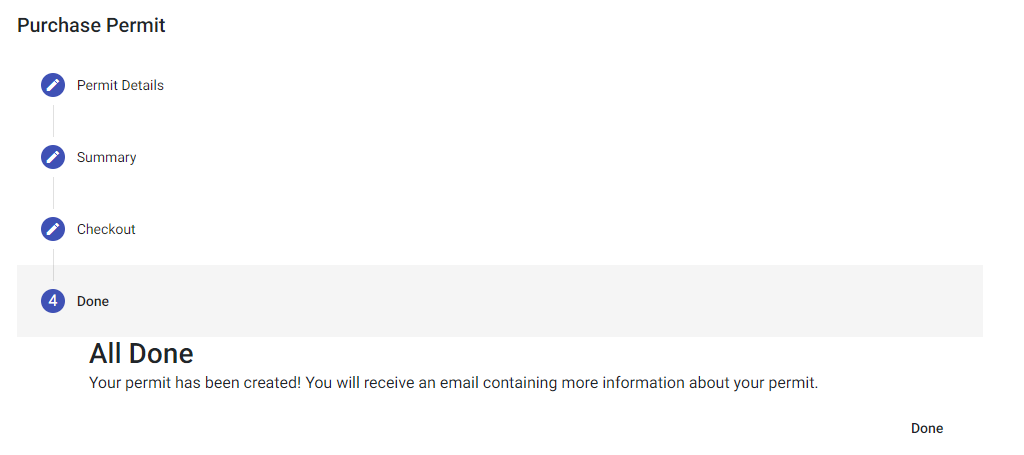 Purchase Permit
Permit Details
Summary
Checkout
4 Done
All Done
Your permit has been created! You will receive an email containing more information about your permit.
Done